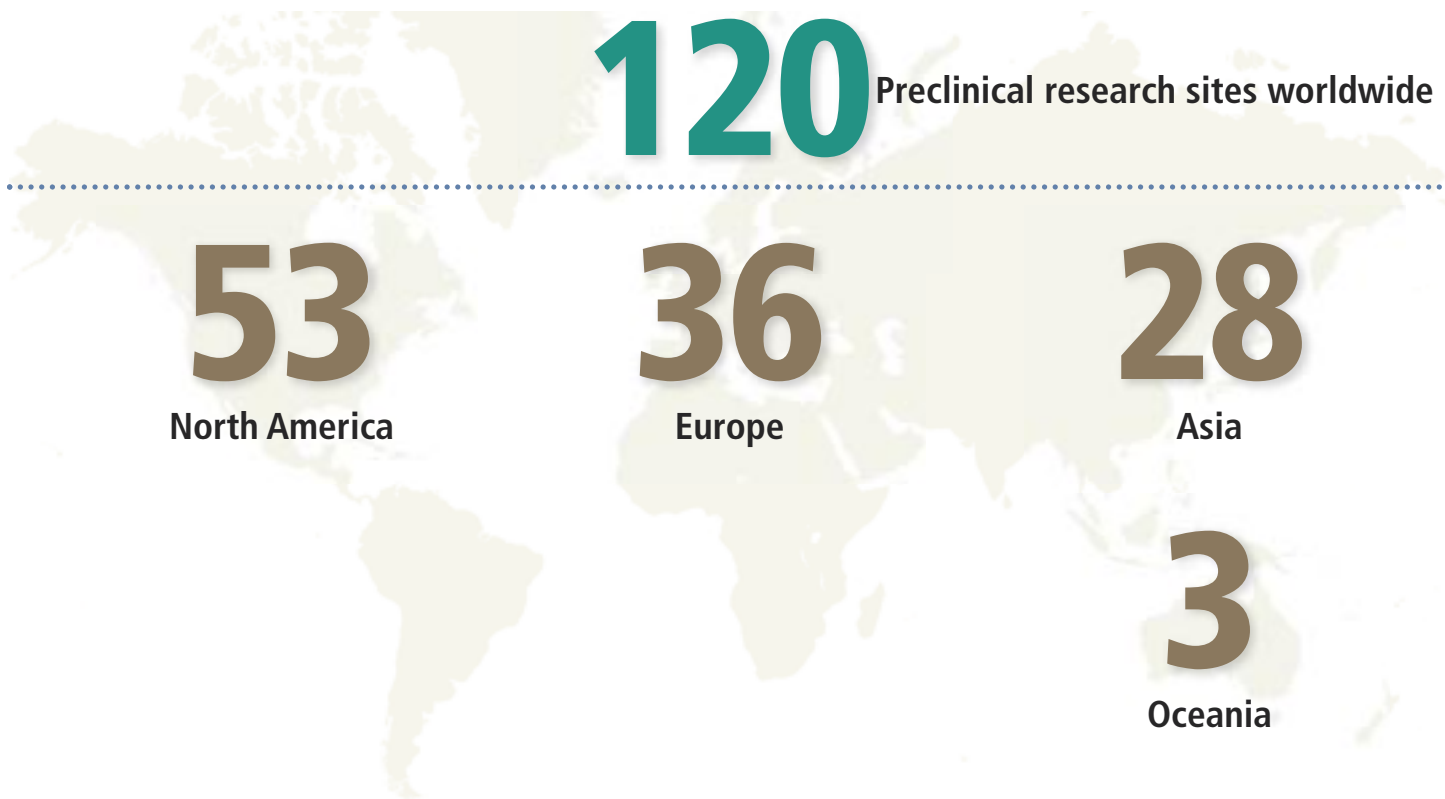 120 Preclinical research sites worldwide
53
North America
36
Europe
28
Asia
3
Oceania